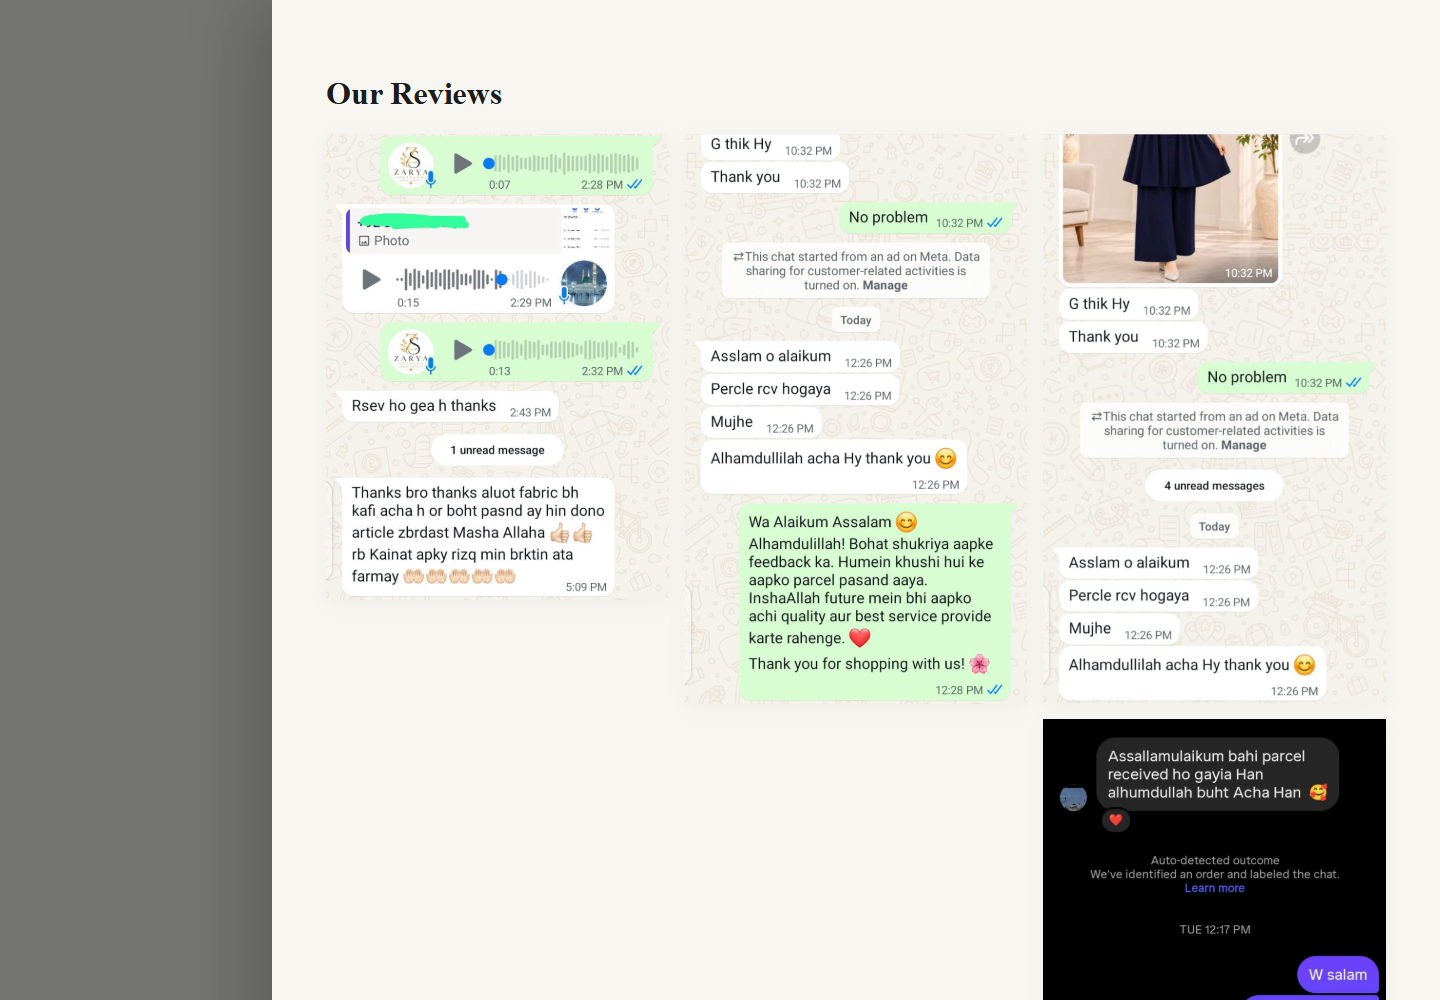 Our Reviews
ZARYA
0:07
2:28 PM
Photo
0:15
2:29 PM
ZARYA
0:13
2:32 PM
Rsev ho gea h thanks 2:43 PM
1 unread message
Thanks bro thanks aluot fabric bh
kafi acha h or boht pasnd ay hin dono
article zbrdast Masha Allaha 👍🏻👍🏻
rb Kainat apky rizq min brktin ata
farmay 🤲🏻🤲🏻🤲🏻🤲🏻🤲🏻
5:09 PM
G thik Hy 10:32 PM
Thank you 10:32 PM
No problem 10:32 PM
⇄This chat started from an ad on Meta. Data
sharing for customer-related activities is
turned on. Manage
Today
Asslam o alaikum 12:26 PM
Percle rcv hogaya 12:26 PM
Mujhe 12:26 PM
Alhamdullilah acha Hy thank you 😊
12:26 PM
Wa Alaikum Assalam 😊
Alhamdulillah! Bohat shukriya aapke
feedback ka. Humein khushi hui ke
aapko parcel pasand aaya.
InshaAllah future mein bhi aapko
achi quality aur best service provide
karte rahenge. ❤️
Thank you for shopping with us! 🌸
12:28 PM
10:32 PM
G thik Hy 10:32 PM
Thank you 10:32 PM
No problem 10:32 PM
⇄This chat started from an ad on Meta. Data
sharing for customer-related activities is
turned on. Manage
4 unread messages
Today
Asslam o alaikum 12:26 PM
Percle rcv hogaya 12:26 PM
Mujhe 12:26 PM
Alhamdullilah acha Hy thank you 😊
12:26 PM
Assallamulaikum bahi parcel
received ho gayia Han
alhumdullah buht Acha Han 🥰
❤️
Auto-detected outcome
We've identified an order and labeled the chat.
Learn more
TUE 12:17 PM
W salam